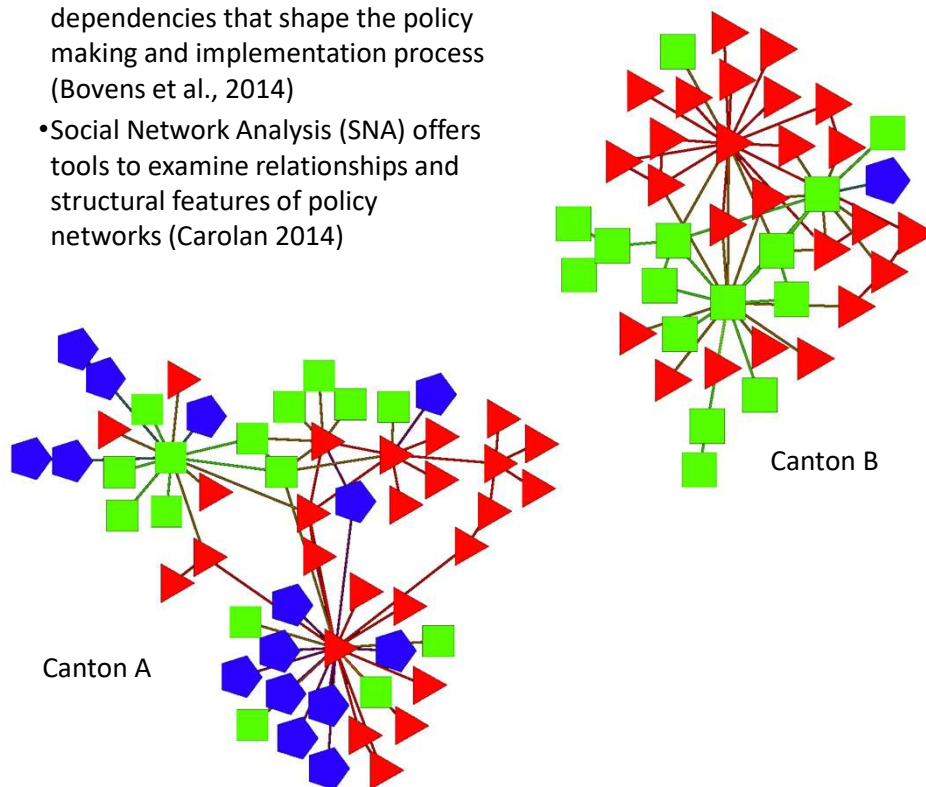 dependencies that shape the policy
making and implementation process
(Bovens et al., 2014)
•Social Network Analysis (SNA) offers
tools to examine relationships and
structural features of policy
networks (Carolan 2014)
Canton B
Canton A